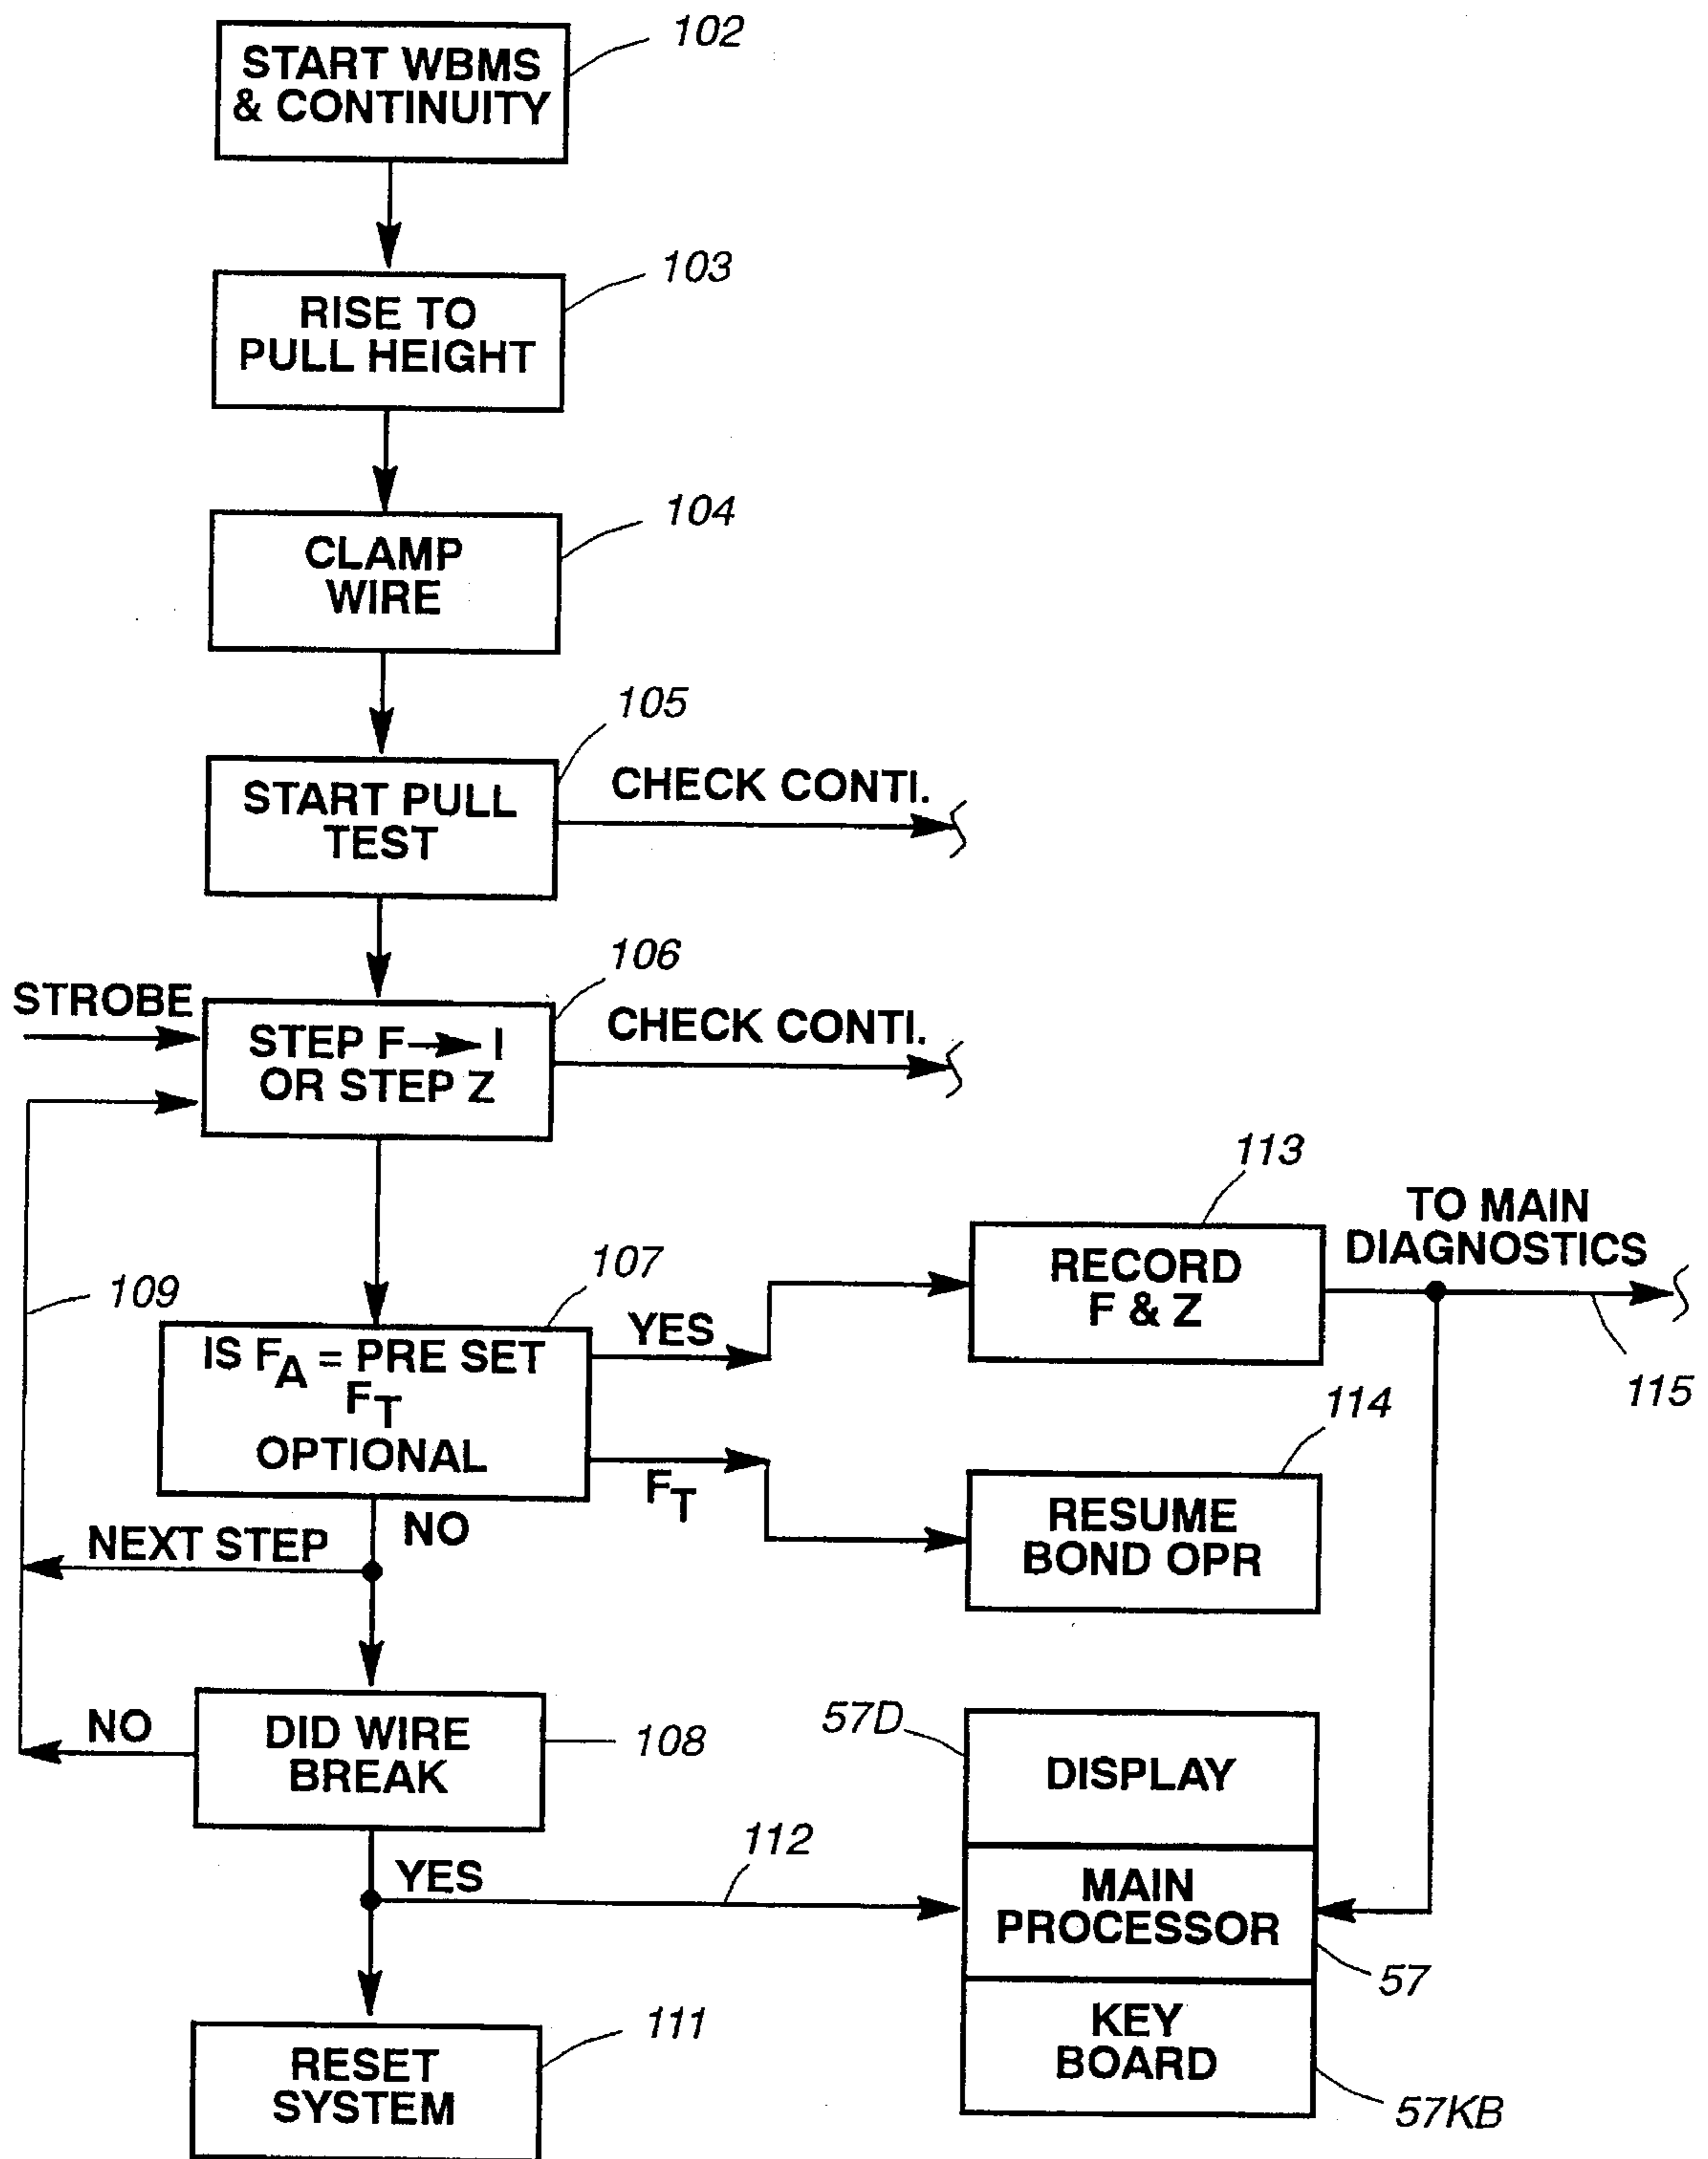 102
START WBMS
& CONTINUITY
103
RISE TO
PULL HEIGHT
104
CLAMP
WIRE
105
START PULL
TEST
CHECK CONTI.
106
STROBE
STEP F→I
OR STEP Z
CHECK CONTI.
113
TO MAIN
DIAGNOSTICS
RECORD
F & Z
115
109
107
IS FA = PRE SET
FT
OPTIONAL
YES
FT
114
RESUME
BOND OPR
NO
NEXT STEP
DID WIRE
BREAK
108
NO
57D
DISPLAY
YES
112
MAIN
PROCESSOR
57
KEY
BOARD
57KB
111
RESET
SYSTEM